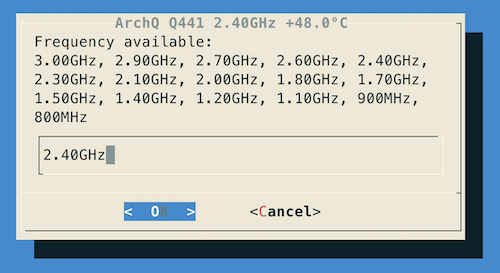 ArchQ Q441 2.40GHz +48.0°C
Frequency available:
3.00GHz, 2.90GHz, 2.70GHz, 2.60GHz, 2.40GHz,
2.30GHz, 2.10GHz, 2.00GHz, 1.80GHz, 1.70GHz,
1.50GHz, 1.40GHz, 1.20GHz, 1.10GHz, 900MHz,
800MHz
2.40GHz
< OK > <Cancel>